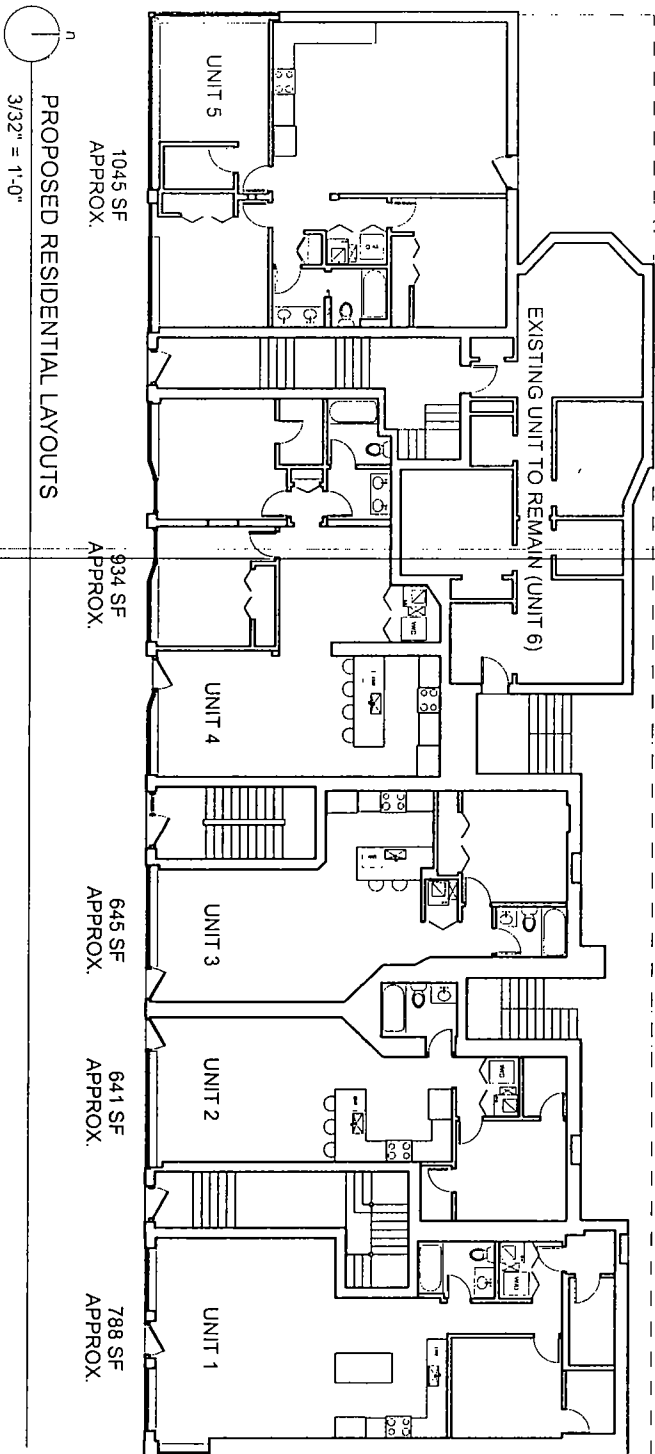 EXISTING UNIT TO REMAIN (UNIT 6)
UNIT 5
UNIT 4
UNIT 3
UNIT 2
UNIT 1
1045 SF
APPROX.
934 SF
APPROX.
645 SF
APPROX.
641 SF
APPROX.
788 SF
APPROX.
n
PROPOSED RESIDENTIAL LAYOUTS
3/32" = 1'-0"